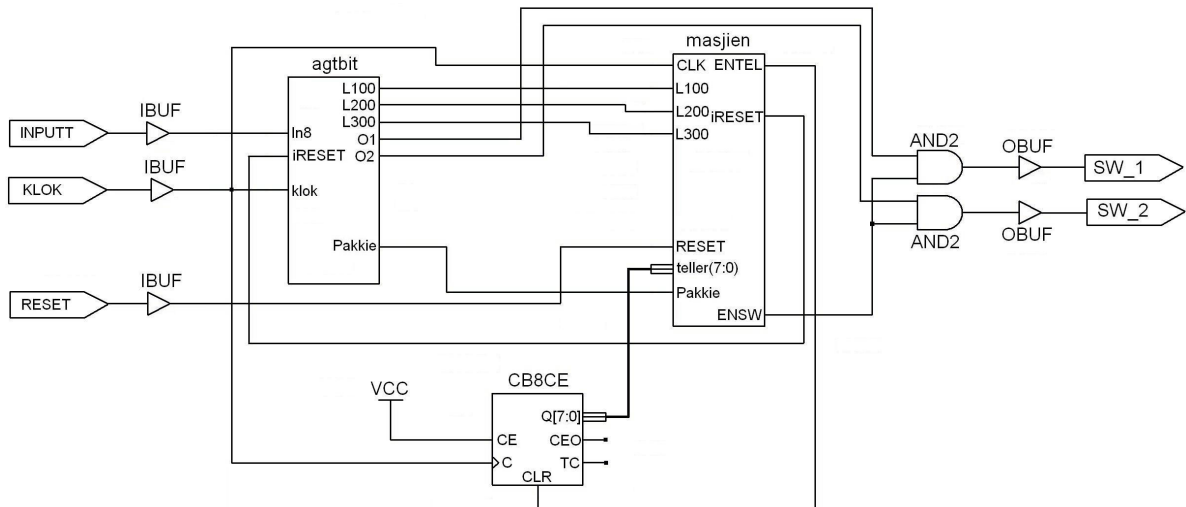 masjien
agtbit
CLK ENTEL
L100
L100
L200
L200
iRESET
L300
L300
O1
O2
IBUF
INPUTT
In8
iRESET
IBUF
KLOK
klok
AND2
OBUF
SW_1
SW_2
AND2
OBUF
Pakkie
RESET
teller(7:0)
Pakkie
ENSW
IBUF
RESET
CB8CE
VCC
Q[7:0]
CE
CEO
C
TC
CLR